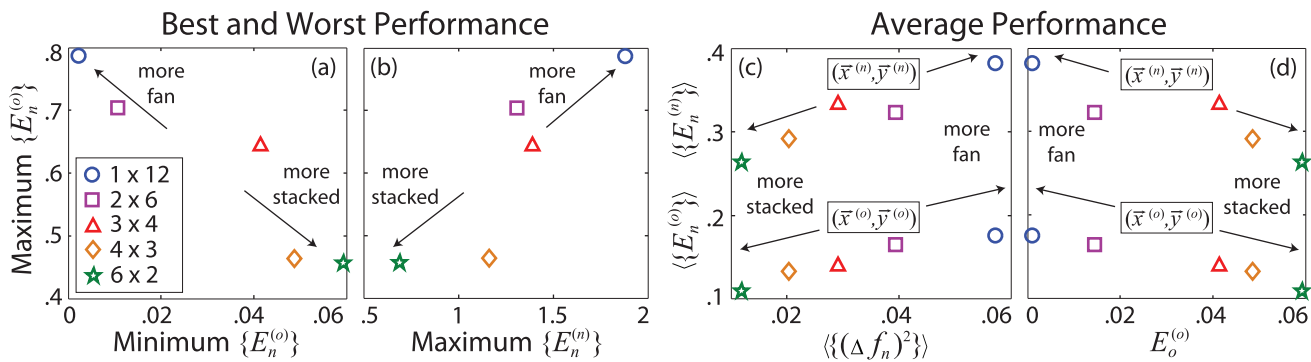 Best and Worst Performance
Average Performance
(a)
more fan
more stacked
Maximum {E_n^(o)}
.8
.7
.6
.5
.4
0
.02
.04
.06
Minimum {E_n^(o)}
1 x 12
2 x 6
3 x 4
4 x 3
6 x 2
(b)
more fan
more stacked
.5
1
1.5
2
Maximum {E_n^(n)}
(c)
(x⃗^(n), y⃗^(n))
more fan
more stacked
(x⃗^(o), y⃗^(o))
⟨{E_n^(n)}⟩
⟨{E_n^(o)}⟩
.4
.3
.2
.1
.02
.04
.06
⟨{(Δf_n)^2}⟩
(d)
(x⃗^(n), y⃗^(n))
more fan
more stacked
(x⃗^(o), y⃗^(o))
0
.02
.04
.06
E_o^(o)